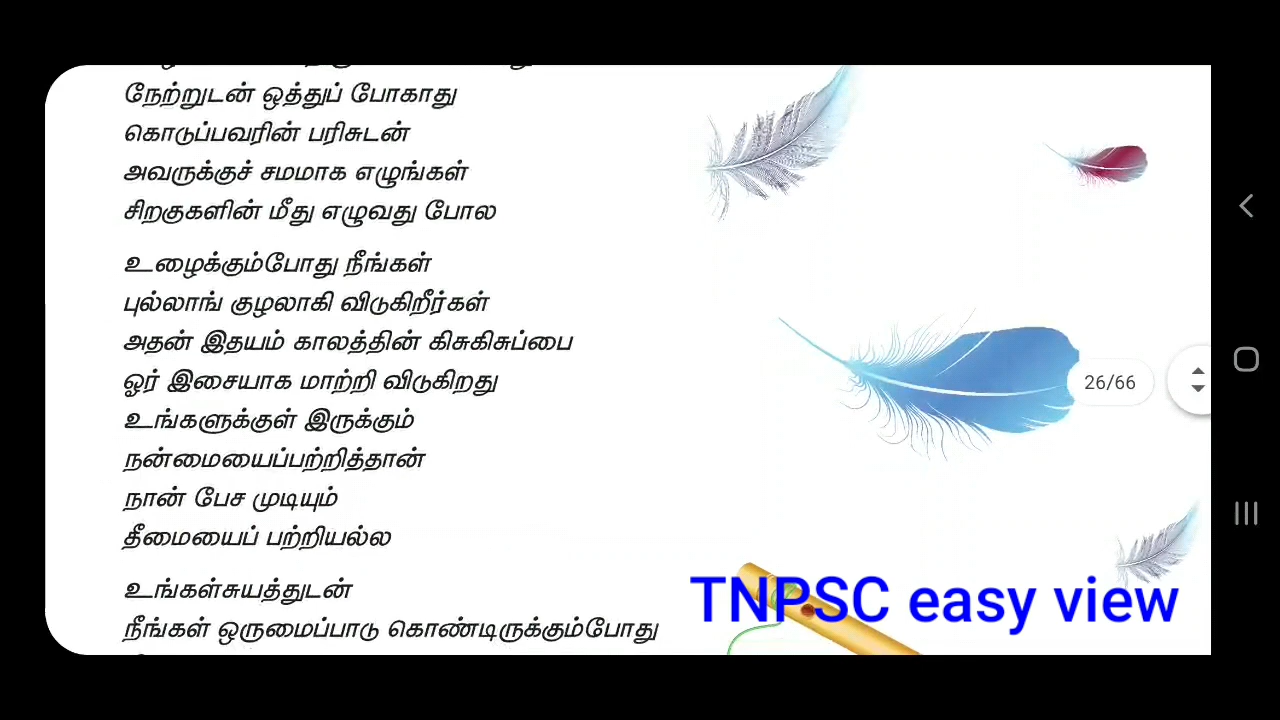 நேற்றுடன் ஒத்துப் போகாது
கொடுப்பவரின் பரிசுடன்
அவருக்குச் சமமாக எழுங்கள்
சிறகுகளின் மீது எழுவது போல
உழைக்கும்போது நீங்கள்
புல்லாங் குழலாகி விடுகிறீர்கள்
அதன் இதயம் காலத்தின் கிசுகிசுப்பை
ஓர் இசையாக மாற்றி விடுகிறது
26/66
உங்களுக்குள் இருக்கும்
நன்மையைப்பற்றித்தான்
நான் பேச முடியும்
தீமையைப் பற்றியல்ல
உங்கள்சுயத்துடன்
நீங்கள் ஒருமைப்பாடு கொண்டிருக்கும்போது
TNPSC easy view